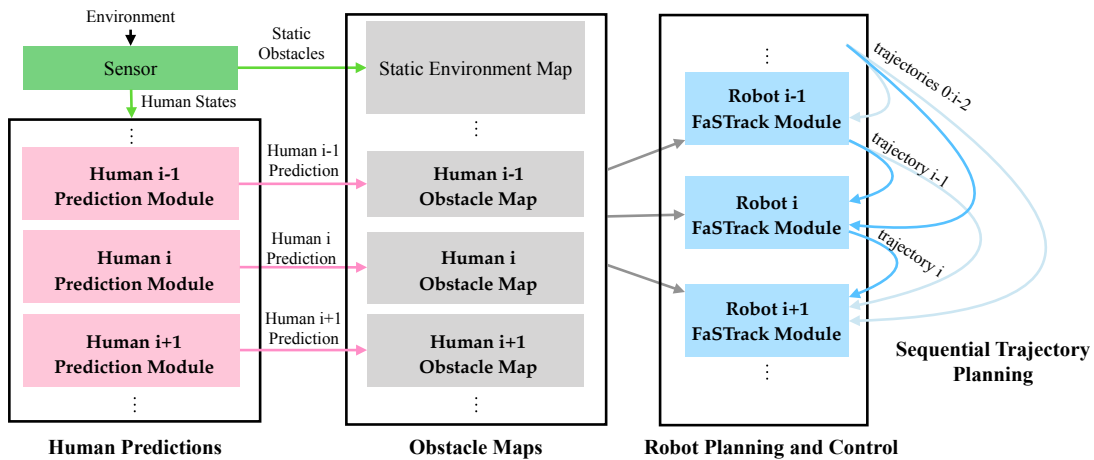 Environment
Sensor
Static
Obstacles
Human States
⋮
Human i-1
Prediction Module
Human i
Prediction Module
Human i+1
Prediction Module
⋮
Human Predictions
Human i-1
Prediction
Human i
Prediction
Human i+1
Prediction
Static Environment Map
⋮
Human i-1
Obstacle Map
Human i
Obstacle Map
Human i+1
Obstacle Map
⋮
Obstacle Maps
⋮
Robot i-1
FaSTrack Module
Robot i
FaSTrack Module
Robot i+1
FaSTrack Module
⋮
Robot Planning and Control
trajectories 0:i-2
trajectory i-1
trajectory i
Sequential Trajectory
Planning